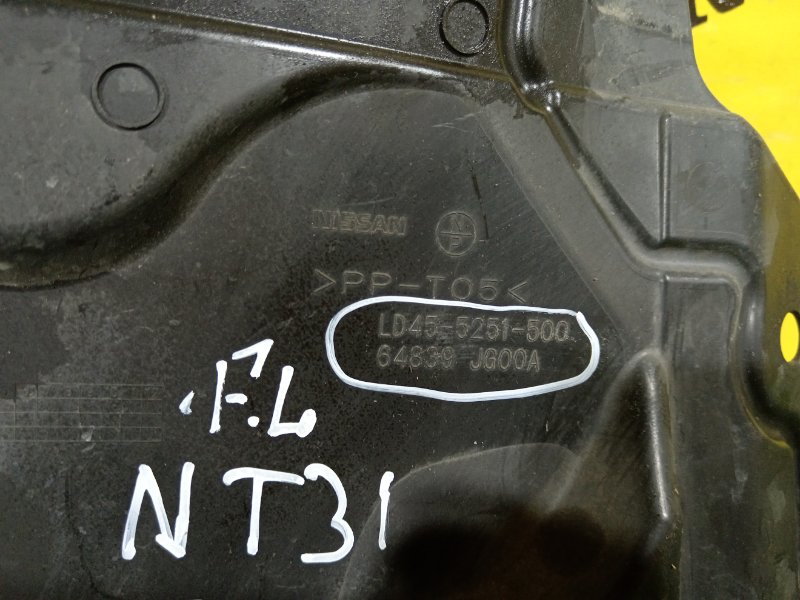 NISSAN N P
>PP-T05<
LD45-5251-500
64839 JG00A
F.L
NT31